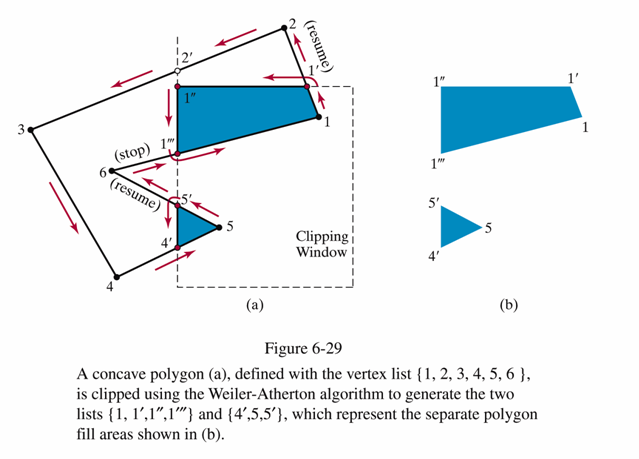 2
(resume)
2′
1′
1″
1
3
1‴
(stop)
6
(resume)
5′
5
4′
4
Clipping
Window
(a)
1″
1′
1
1‴
5′
5
4′
(b)
Figure 6-29
A concave polygon (a), defined with the vertex list {1, 2, 3, 4, 5, 6 },
is clipped using the Weiler-Atherton algorithm to generate the two
lists {1, 1′,1″,1‴} and {4′,5,5′}, which represent the separate polygon
fill areas shown in (b).